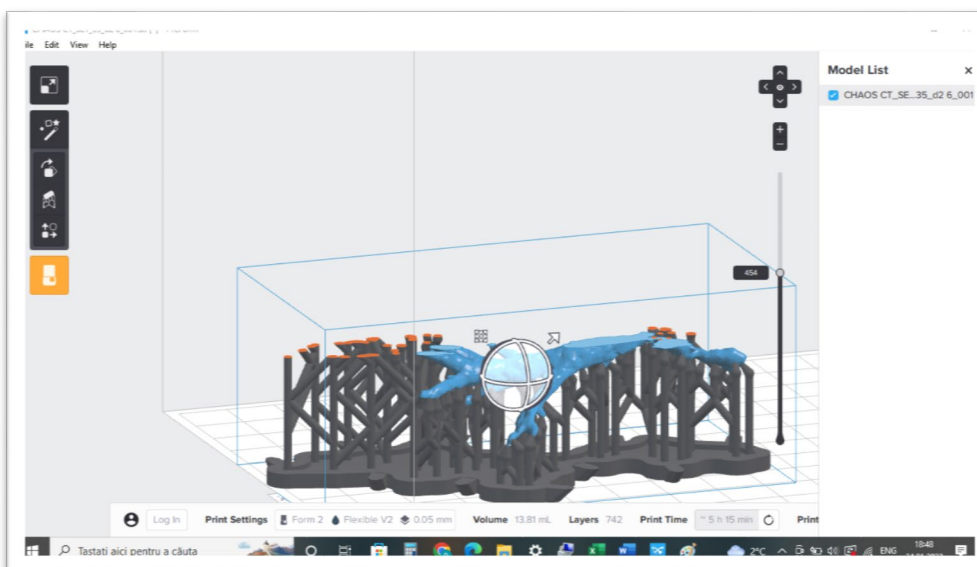 ile Edit View Help
Model List
CHAOS CT_SE...35_d2 6_001
454
Log In Print Settings Form 2 Flexible V2 0.05 mm Volume 13.81 mL Layers 742 Print Time ~ 5 h 15 min Print
Tastați aici pentru a căuta 2°C ENG 18:48